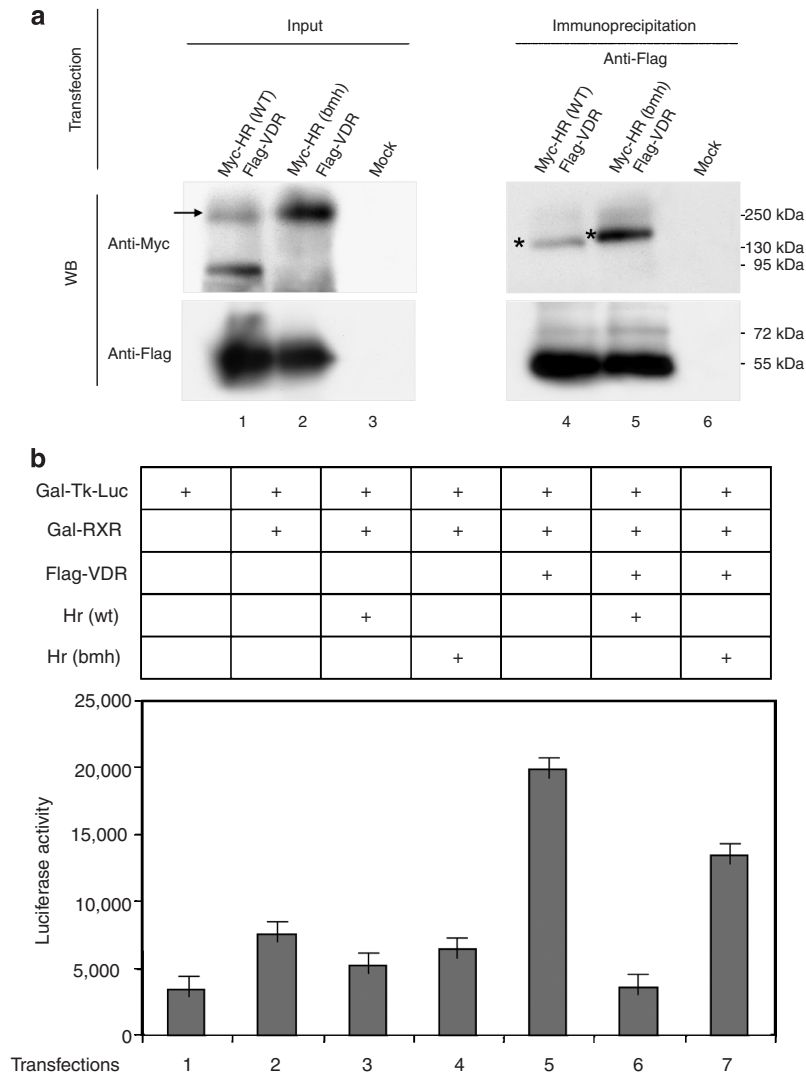 a
Input
Immunoprecipitation
Anti-Flag
Transfection
Myc-HR (WT)
Flag-VDR
Myc-HR (bmh)
Flag-VDR
Mock
Myc-HR (WT)
Flag-VDR
Myc-HR (bmh)
Flag-VDR
Mock
WB
Anti-Myc
* *
-250 kDa
- 130 kDa
- 95 kDa
Anti-Flag
- 72 kDa
- 55 kDa
1 2 3 4 5 6
b
Gal-Tk-Luc + + + + + + +
Gal-RXR + + + + + +
Flag-VDR + + +
Hr (wt) + +
Hr (bmh) + +
Luciferase activity
25,000
20,000
15,000
10,000
5,000
0
Transfections 1 2 3 4 5 6 7